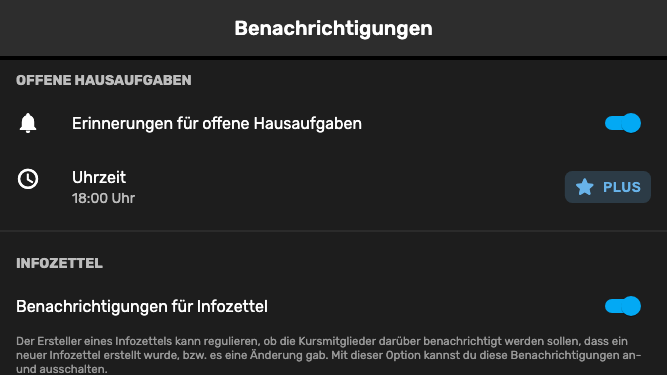 Benachrichtigungen
OFFENE HAUSAUFGABEN
Erinnerungen für offene Hausaufgaben
Uhrzeit
18:00 Uhr
PLUS
INFOZETTEL
Benachrichtigungen für Infozettel
Der Ersteller eines Infozettels kann regulieren, ob die Kursmitglieder darüber benachrichtigt werden sollen, dass ein
neuer Infozettel erstellt wurde, bzw. es eine Änderung gab. Mit dieser Option kannst du diese Benachrichtigungen an-
und ausschalten.